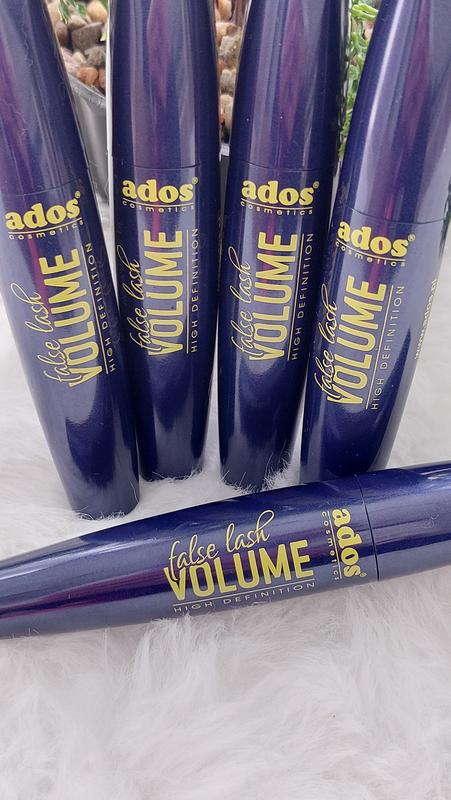 ados®
cosmetics
false lash
VOLUME
HIGH DEFINITION
ados®
cosmetics
false lash
VOLUME
HIGH DEFINITION
ados®
cosmetics
false lash
VOLUME
HIGH DEFINITION
ados®
cosmetics
false lash
VOLUME
HIGH DEFINITION
false lash
VOLUME
HIGH DEFINITION
ados®
cosmetics